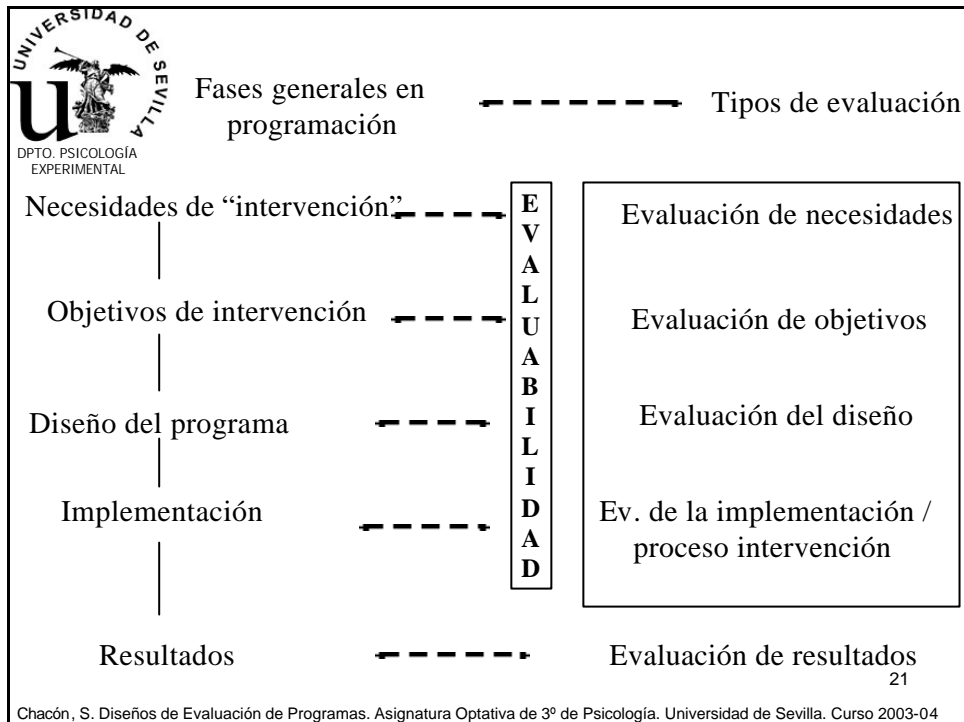 UNIVERSIDAD DE SEVILLA
u
DPTO. PSICOLOGÍA
EXPERIMENTAL
Fases generales en
programación
Tipos de evaluación
Necesidades de “intervención”
Objetivos de intervención
Diseño del programa
Implementación
Resultados
E
V
A
L
U
A
B
I
L
I
D
A
D
Evaluación de necesidades
Evaluación de objetivos
Evaluación del diseño
Ev. de la implementación /
proceso intervención
Evaluación de resultados
21
Chacón, S. Diseños de Evaluación de Programas. Asignatura Optativa de 3º de Psicología. Universidad de Sevilla. Curso 2003-04